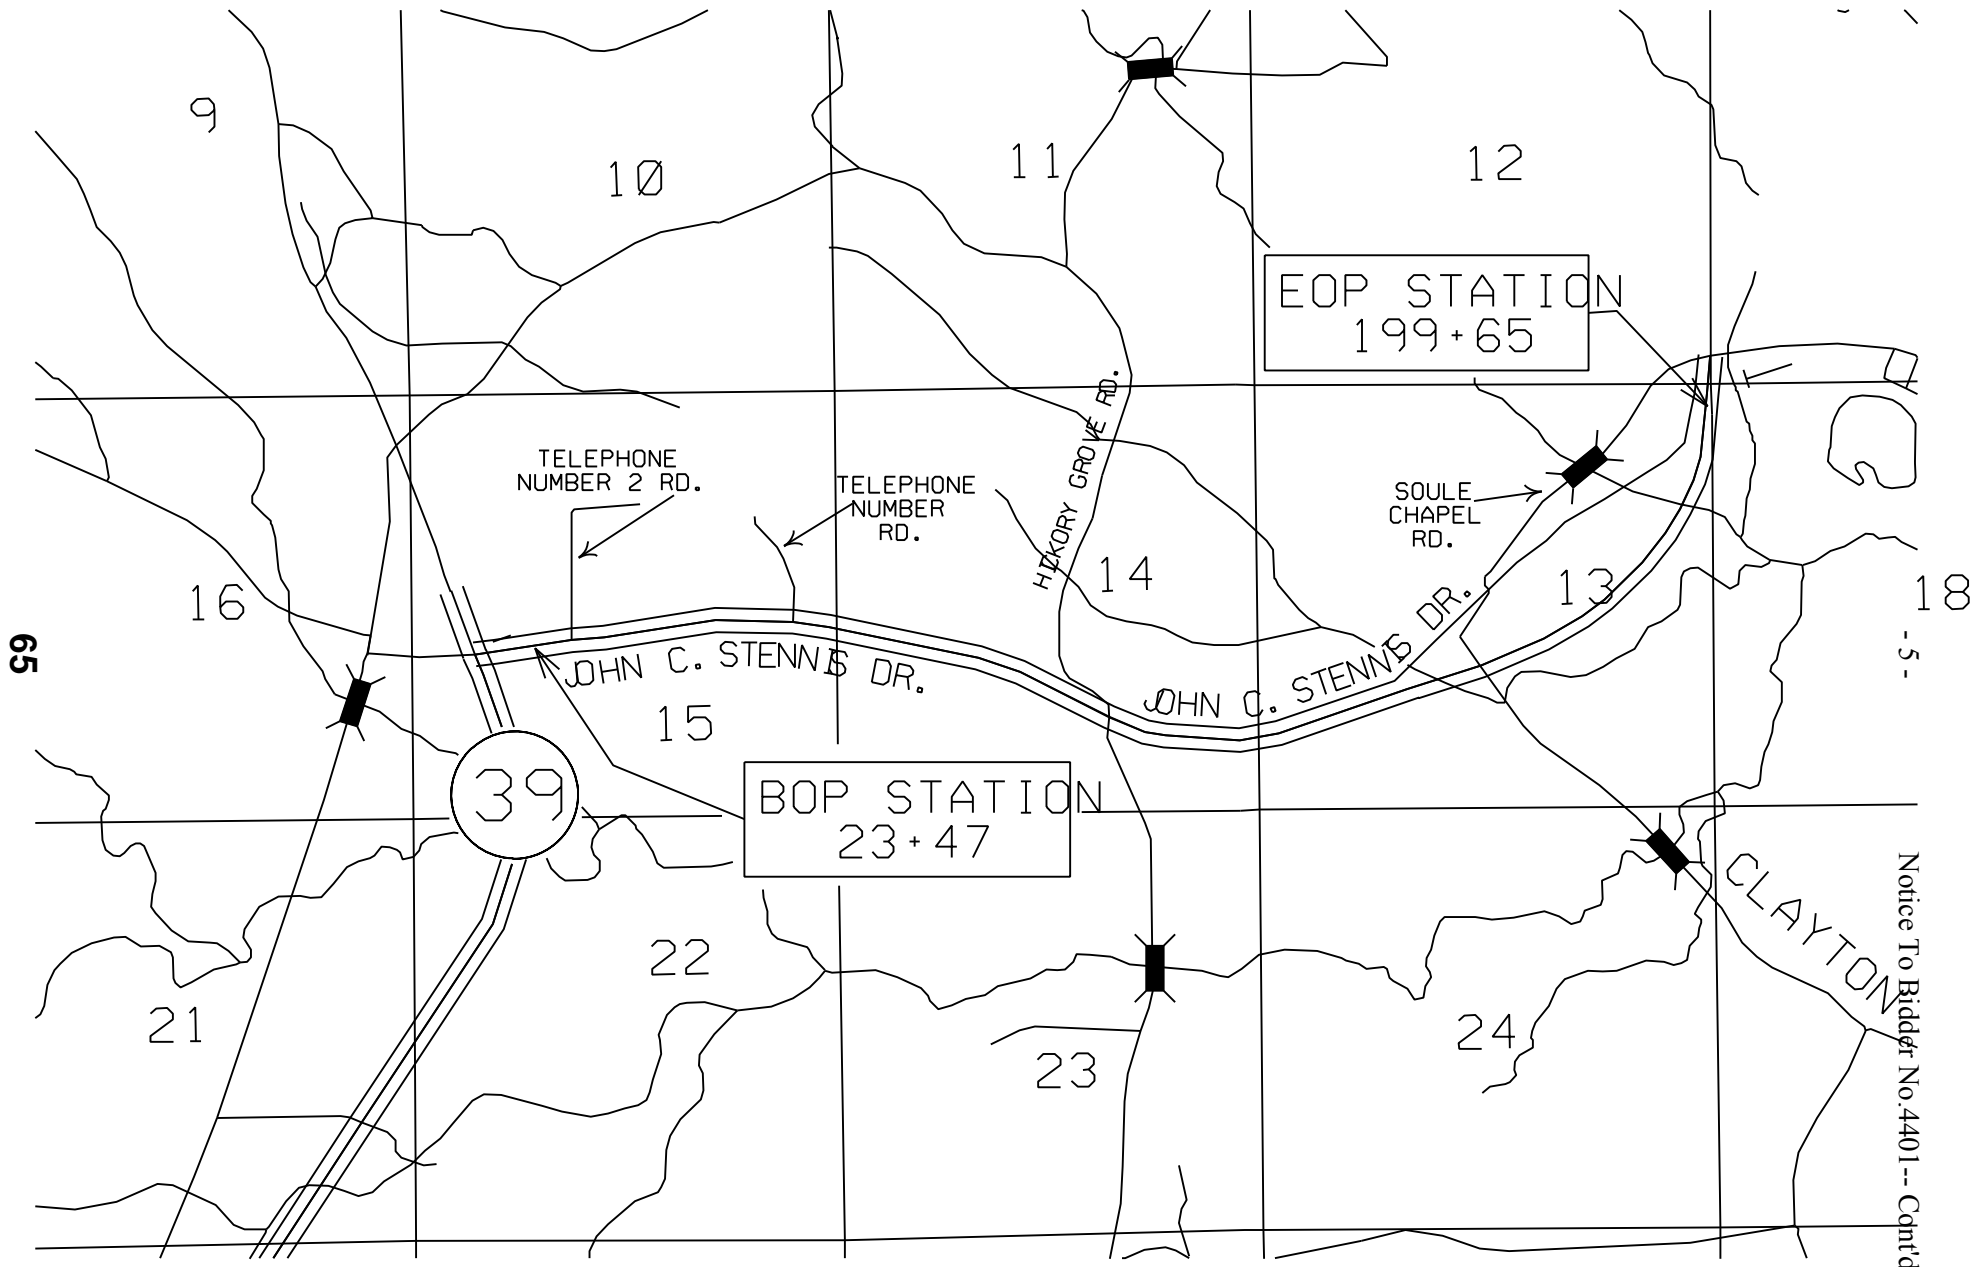 9
10
11
12
EOP STATION
199+65
HICKORY GROVE RD.
TELEPHONE
NUMBER 2 RD.
TELEPHONE
NUMBER
RD.
SOULE
CHAPEL
RD.
16
14
13
18
JOHN C. STENNIS DR.
JOHN C. STENNIS DR.
15
39
BOP STATION
23+47
CLAYTON
22
21
23
24
65
- 5 -
Notice To Bidder No.4401-- Cont'd